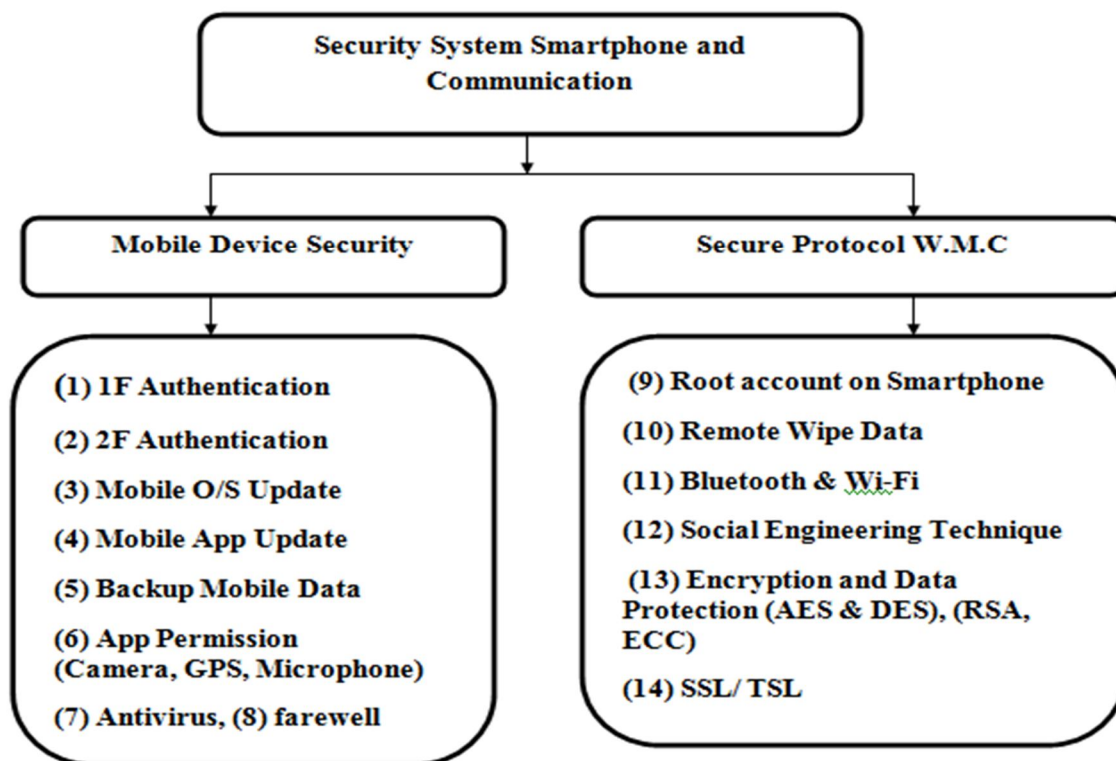 Security System Smartphone and
Communication
Mobile Device Security
Secure Protocol W.M.C
(1) 1F Authentication
(2) 2F Authentication
(3) Mobile O/S Update
(4) Mobile App Update
(5) Backup Mobile Data
(6) App Permission
(Camera, GPS, Microphone)
(7) Antivirus, (8) farewell
(9) Root account on Smartphone
(10) Remote Wipe Data
(11) Bluetooth & Wi-Fi
(12) Social Engineering Technique
(13) Encryption and Data
Protection (AES & DES), (RSA,
ECC)
(14) SSL/ TSL